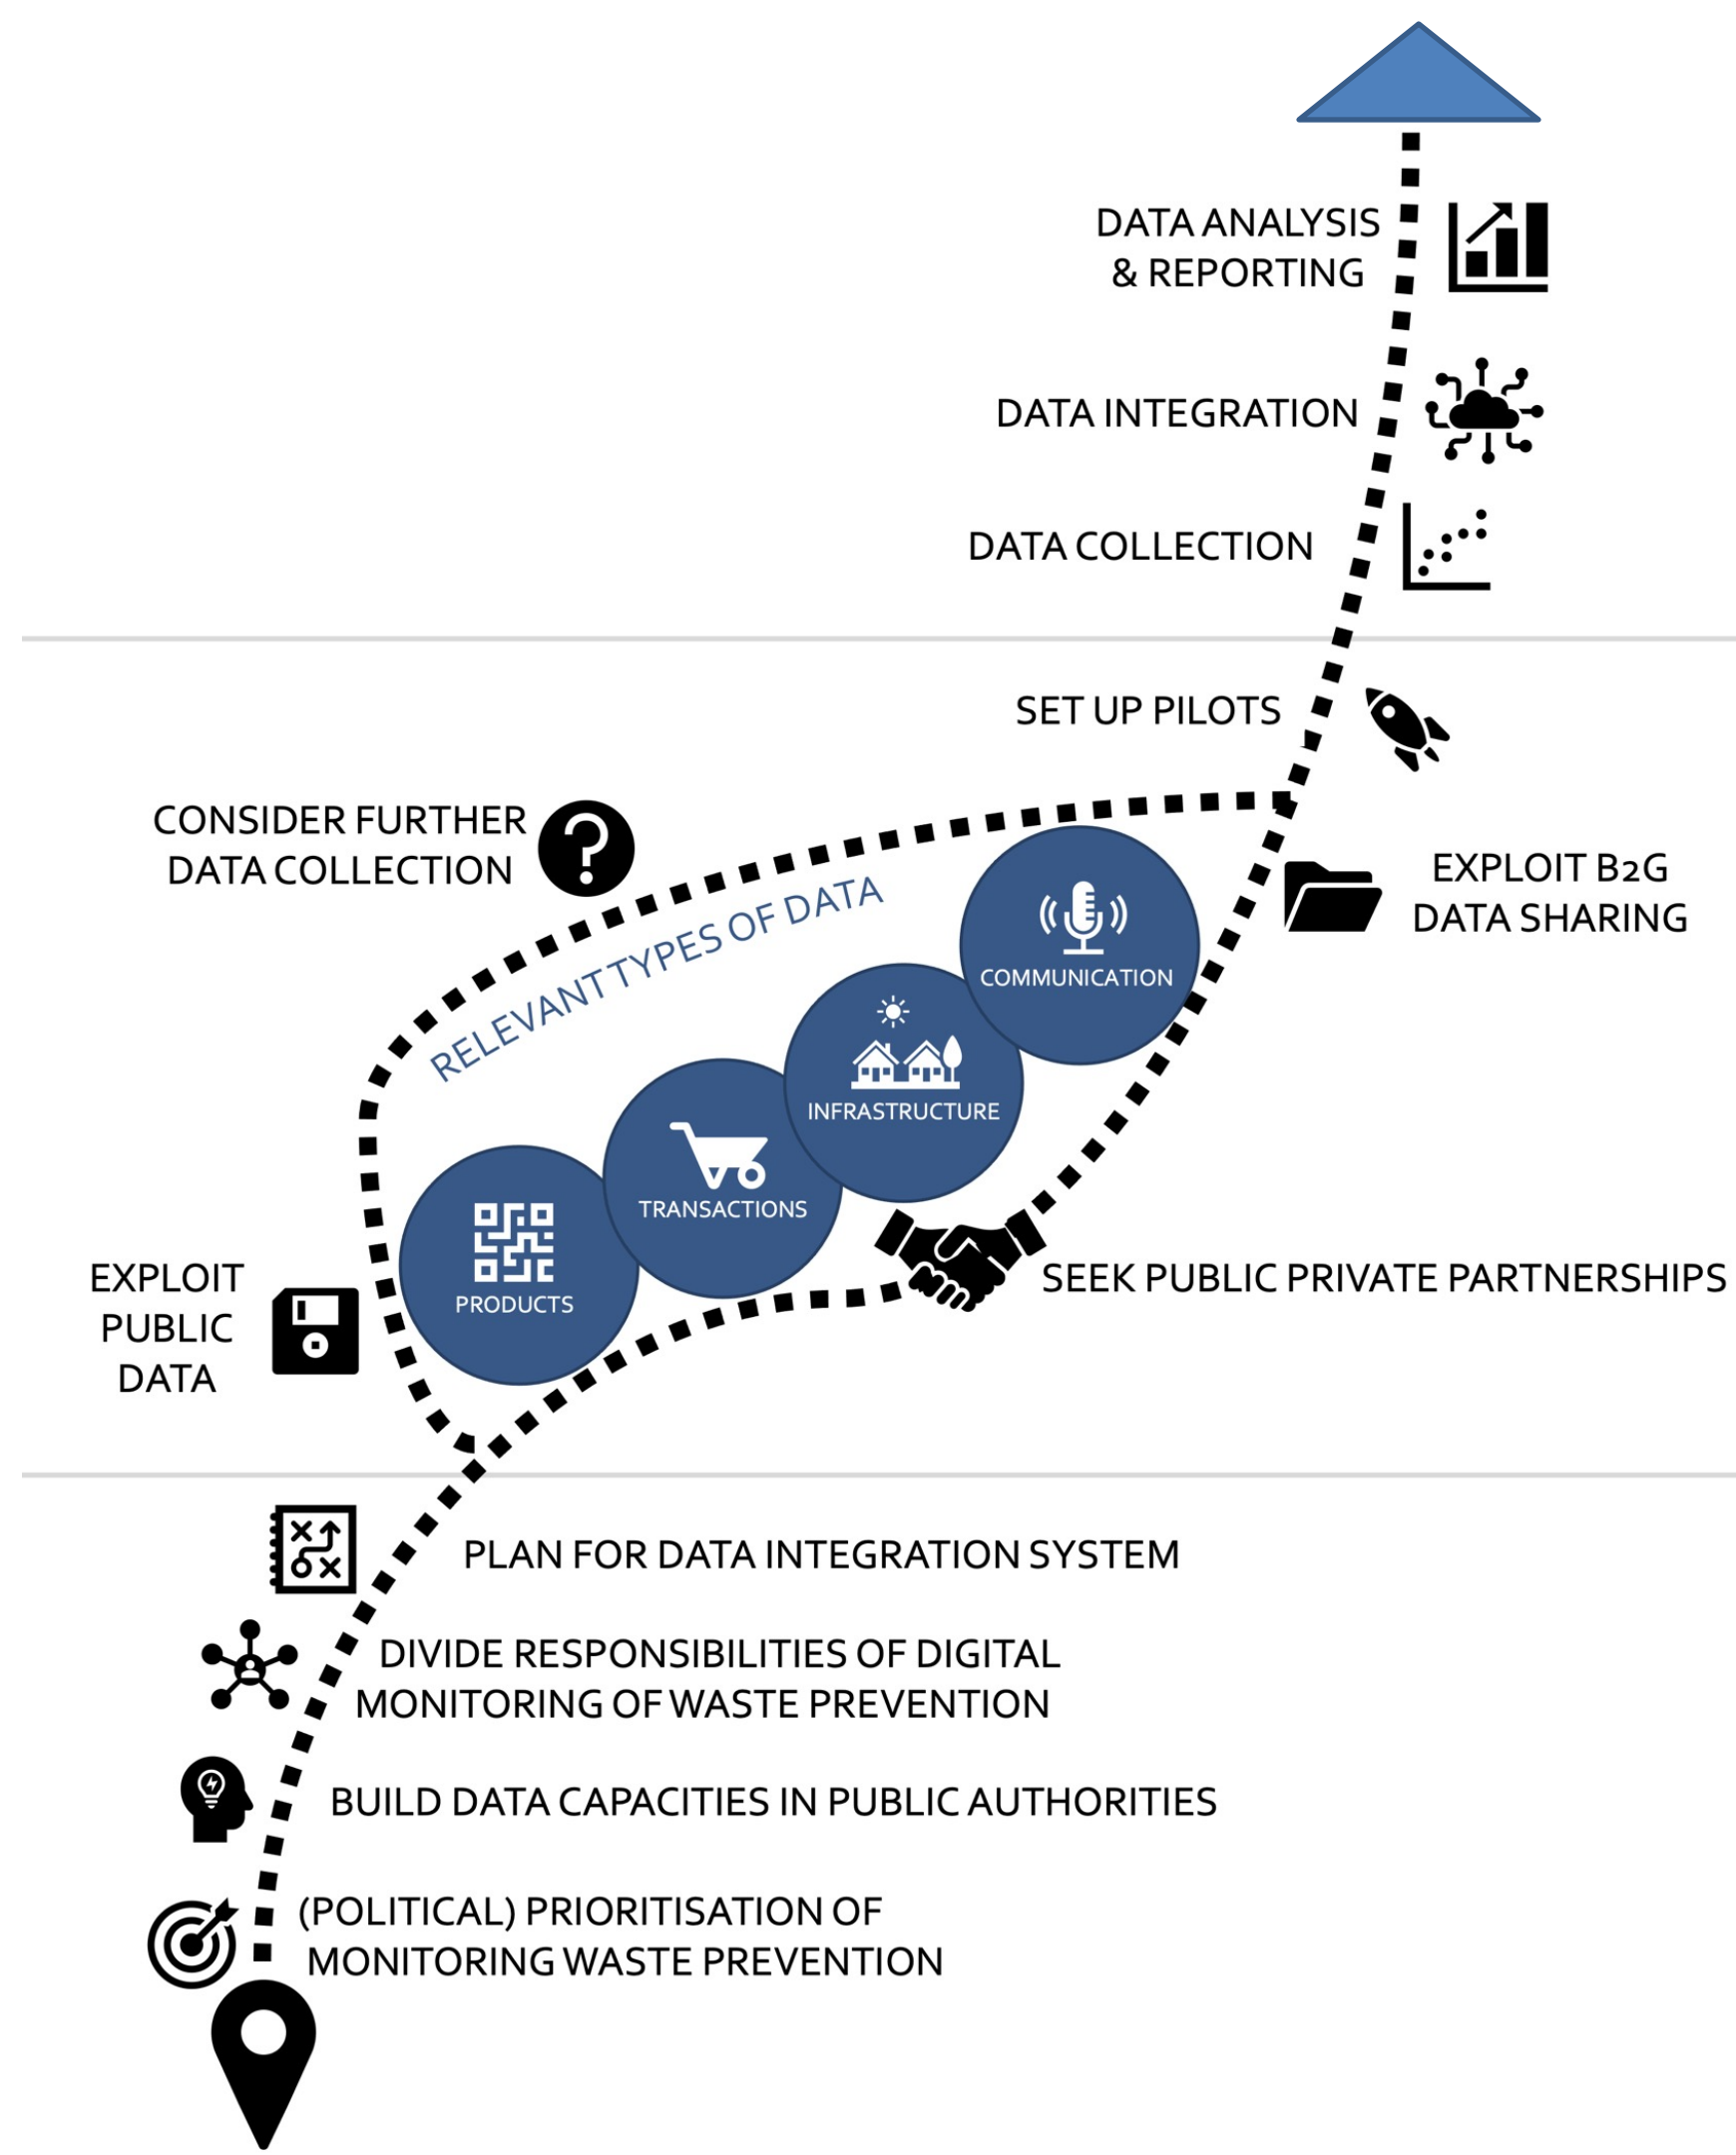 DATA ANALYSIS
& REPORTING
DATA INTEGRATION
DATA COLLECTION
SET UP PILOTS
CONSIDER FURTHER
DATA COLLECTION
EXPLOIT B2G
DATA SHARING
RELEVANT TYPES OF DATA
COMMUNICATION
INFRASTRUCTURE
TRANSACTIONS
PRODUCTS
EXPLOIT
PUBLIC
DATA
SEEK PUBLIC PRIVATE PARTNERSHIPS
PLAN FOR DATA INTEGRATION SYSTEM
DIVIDE RESPONSIBILITIES OF DIGITAL
MONITORING OF WASTE PREVENTION
BUILD DATA CAPACITIES IN PUBLIC AUTHORITIES
(POLITICAL) PRIORITISATION OF
MONITORING WASTE PREVENTION